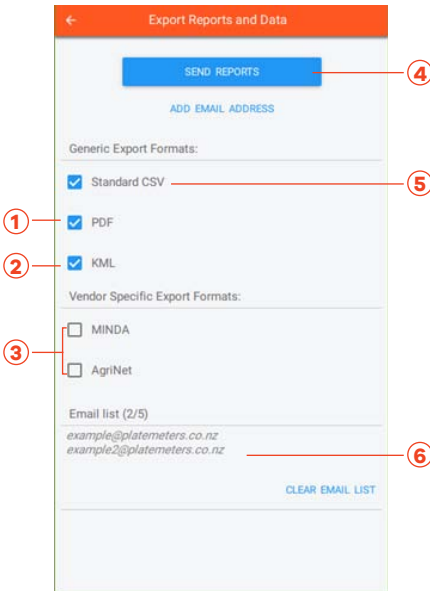 Export Reports and Data
SEND REPORTS
4
ADD EMAIL ADDRESS
Generic Export Formats:
Standard CSV
5
1
PDF
2
KML
Vendor Specific Export Formats:
MINDA
3
AgriNet
Email list (2/5)
example@platemeters.co.nz
example2@platemeters.co.nz
6
CLEAR EMAIL LIST